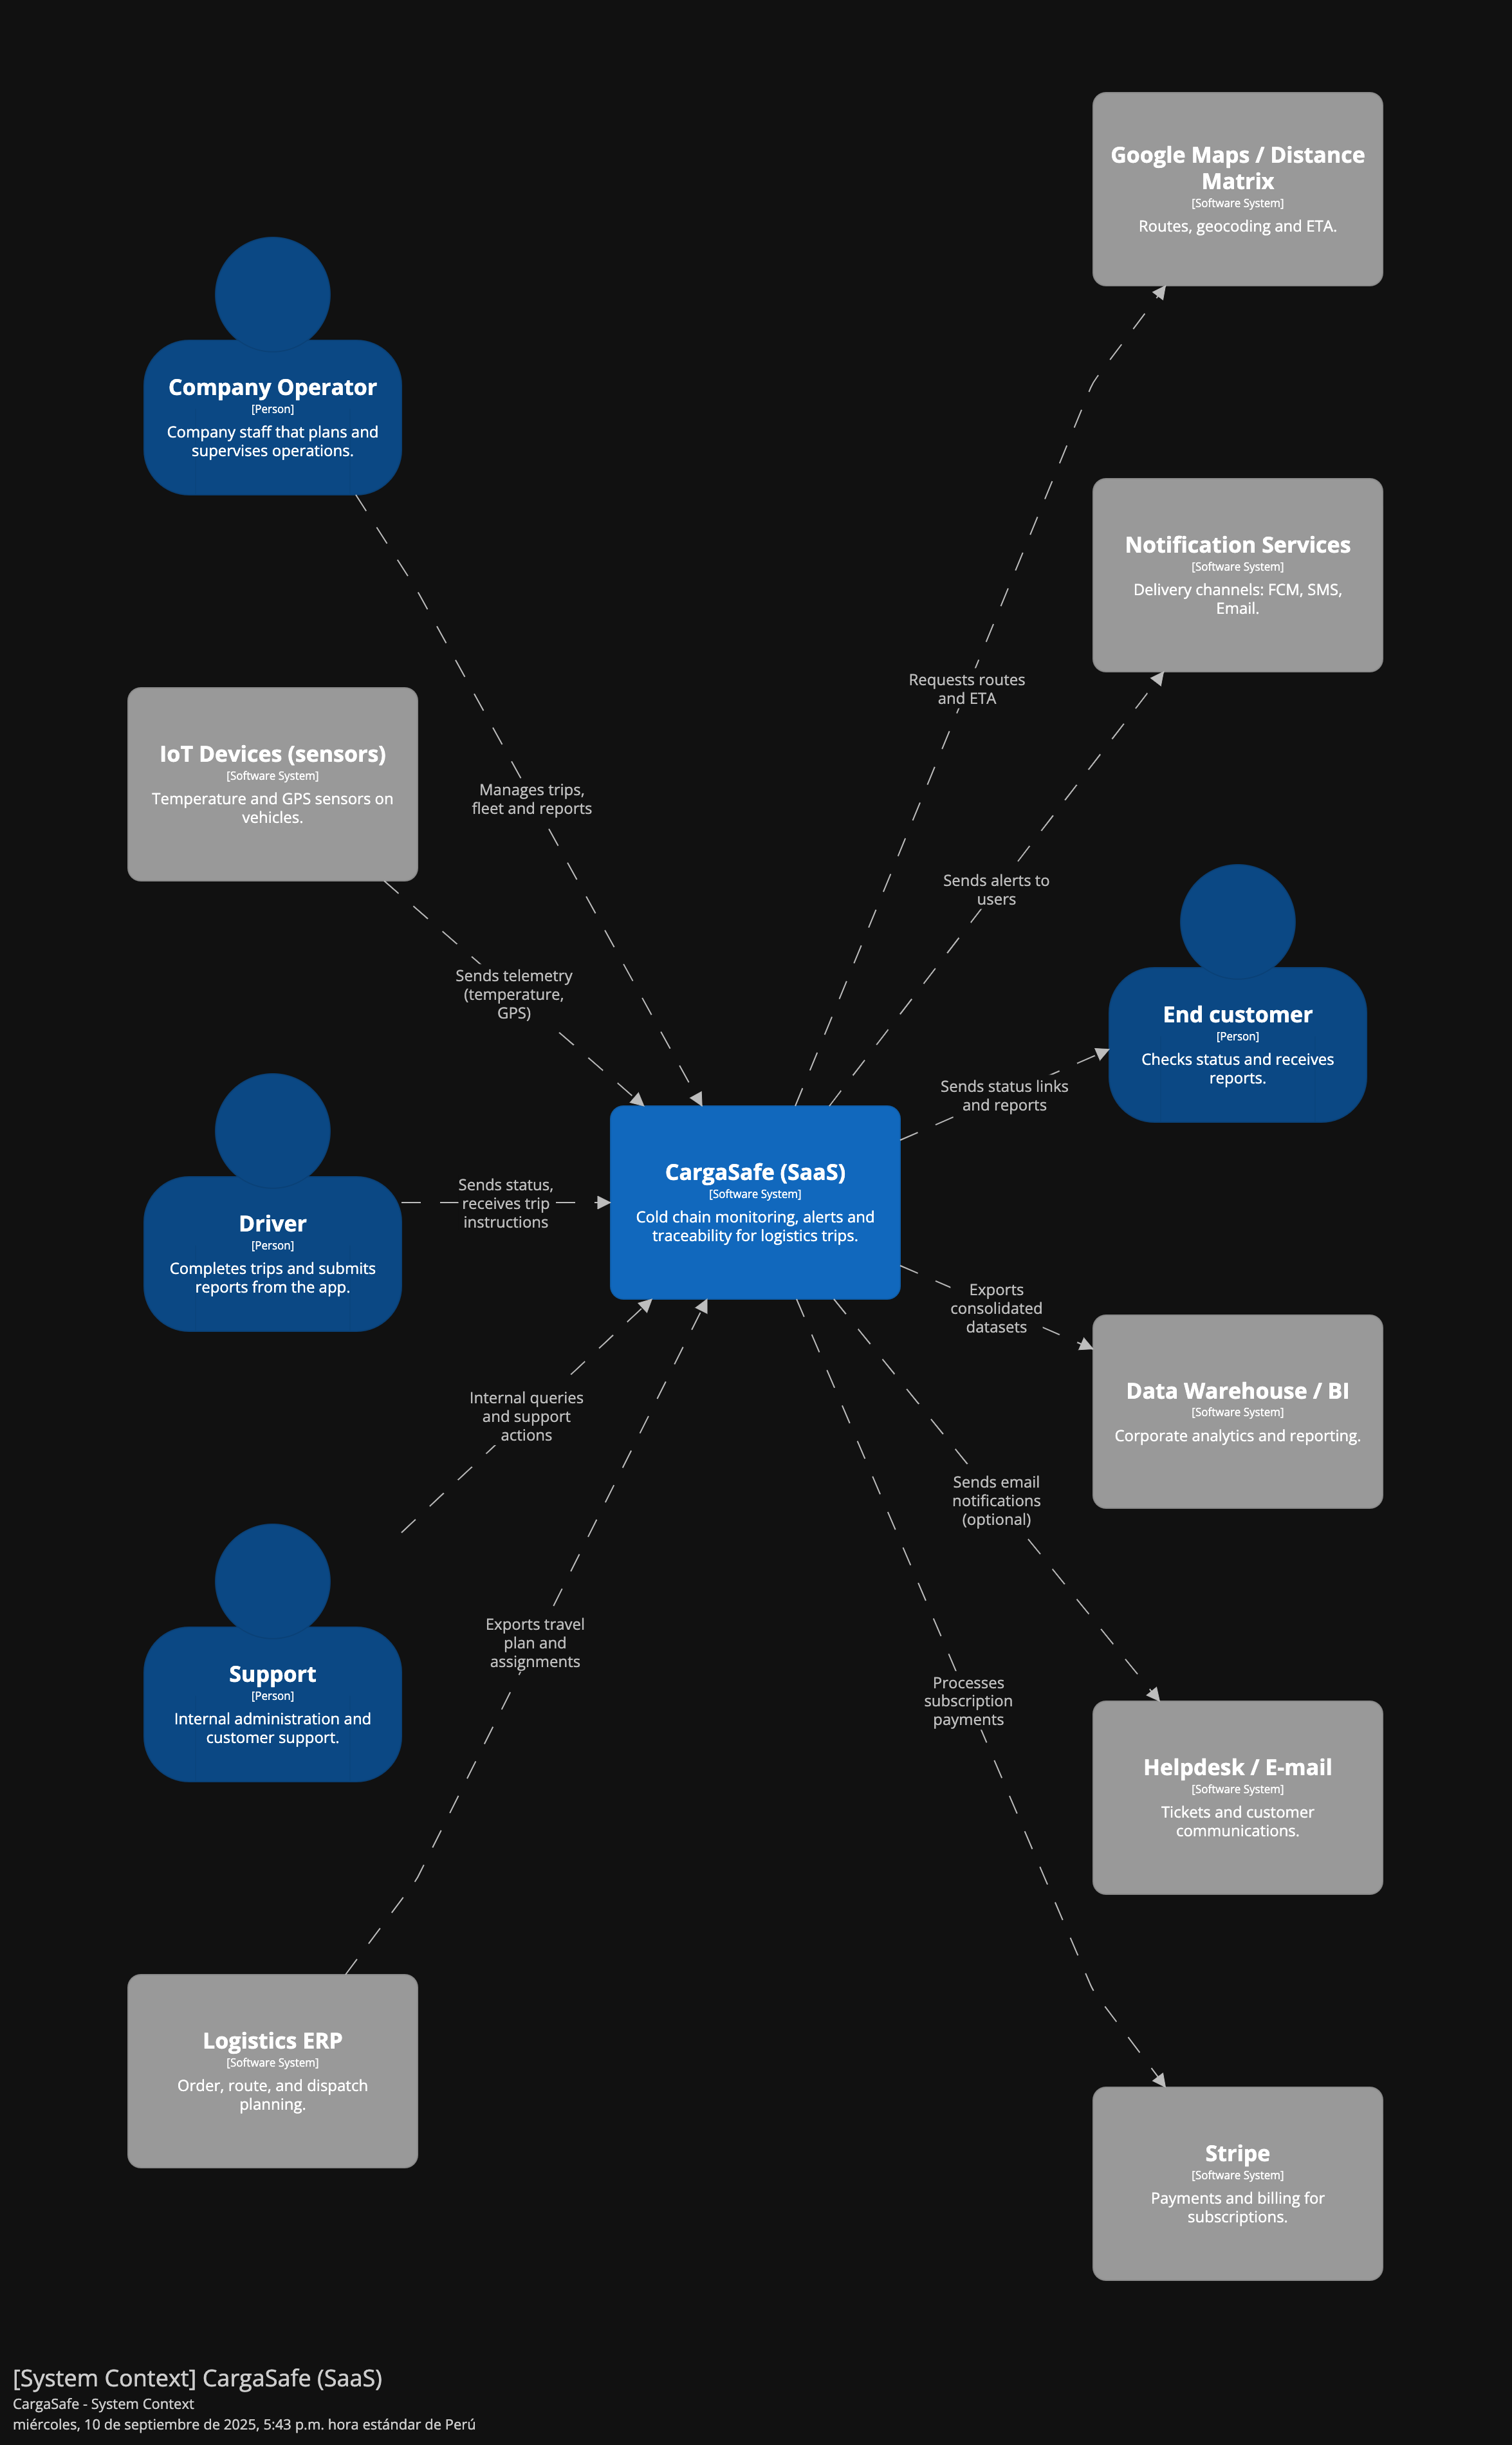 Google Maps / Distance
Matrix
[Software System]
Routes, geocoding and ETA.
Company Operator
[Person]
Company staff that plans and
supervises operations.
Notification Services
[Software System]
Delivery channels: FCM, SMS,
Email.
Requests routes
and ETA
IoT Devices (sensors)
[Software System]
Temperature and GPS sensors on
vehicles.
Manages trips,
fleet and reports
Sends alerts to
users
Sends telemetry
(temperature,
GPS)
End customer
[Person]
Checks status and receives
reports.
Sends status links
and reports
Driver
[Person]
Completes trips and submits
reports from the app.
Sends status,
receives trip
instructions
CargaSafe (SaaS)
[Software System]
Cold chain monitoring, alerts and
traceability for logistics trips.
Exports
consolidated
datasets
Data Warehouse / BI
[Software System]
Corporate analytics and reporting.
Internal queries
and support
actions
Sends email
notifications
(optional)
Support
[Person]
Internal administration and
customer support.
Exports travel
plan and
assignments
Processes
subscription
payments
Helpdesk / E-mail
[Software System]
Tickets and customer
communications.
Logistics ERP
[Software System]
Order, route, and dispatch
planning.
Stripe
[Software System]
Payments and billing for
subscriptions.
[System Context] CargaSafe (SaaS)
CargaSafe - System Context
miércoles, 10 de septiembre de 2025, 5:43 p.m. hora estándar de Perú